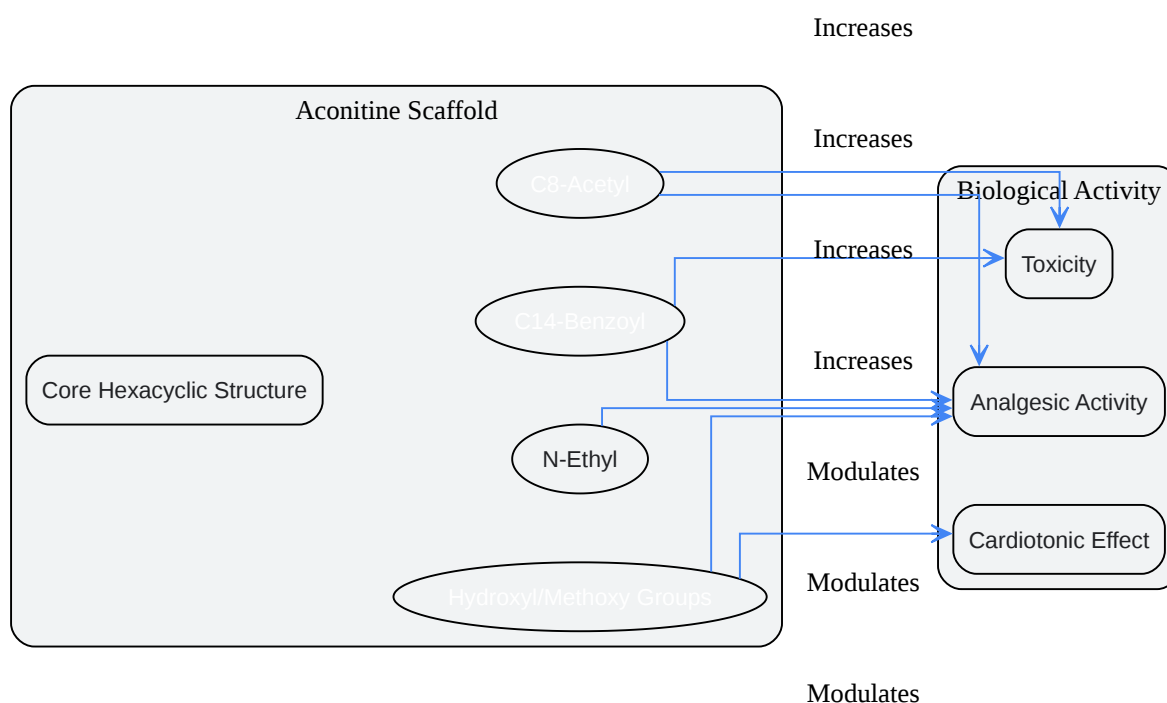 Increases
Aconitine Scaffold
Increases
C8-Acetyl
Biological Activity
Increases
Toxicity
C14-Benzoyl
Increases
Core Hexacyclic Structure
Analgesic Activity
N-Ethyl
Modulates
Cardiotonic Effect
Modulates
Hydroxyl/Methoxy Groups
Modulates